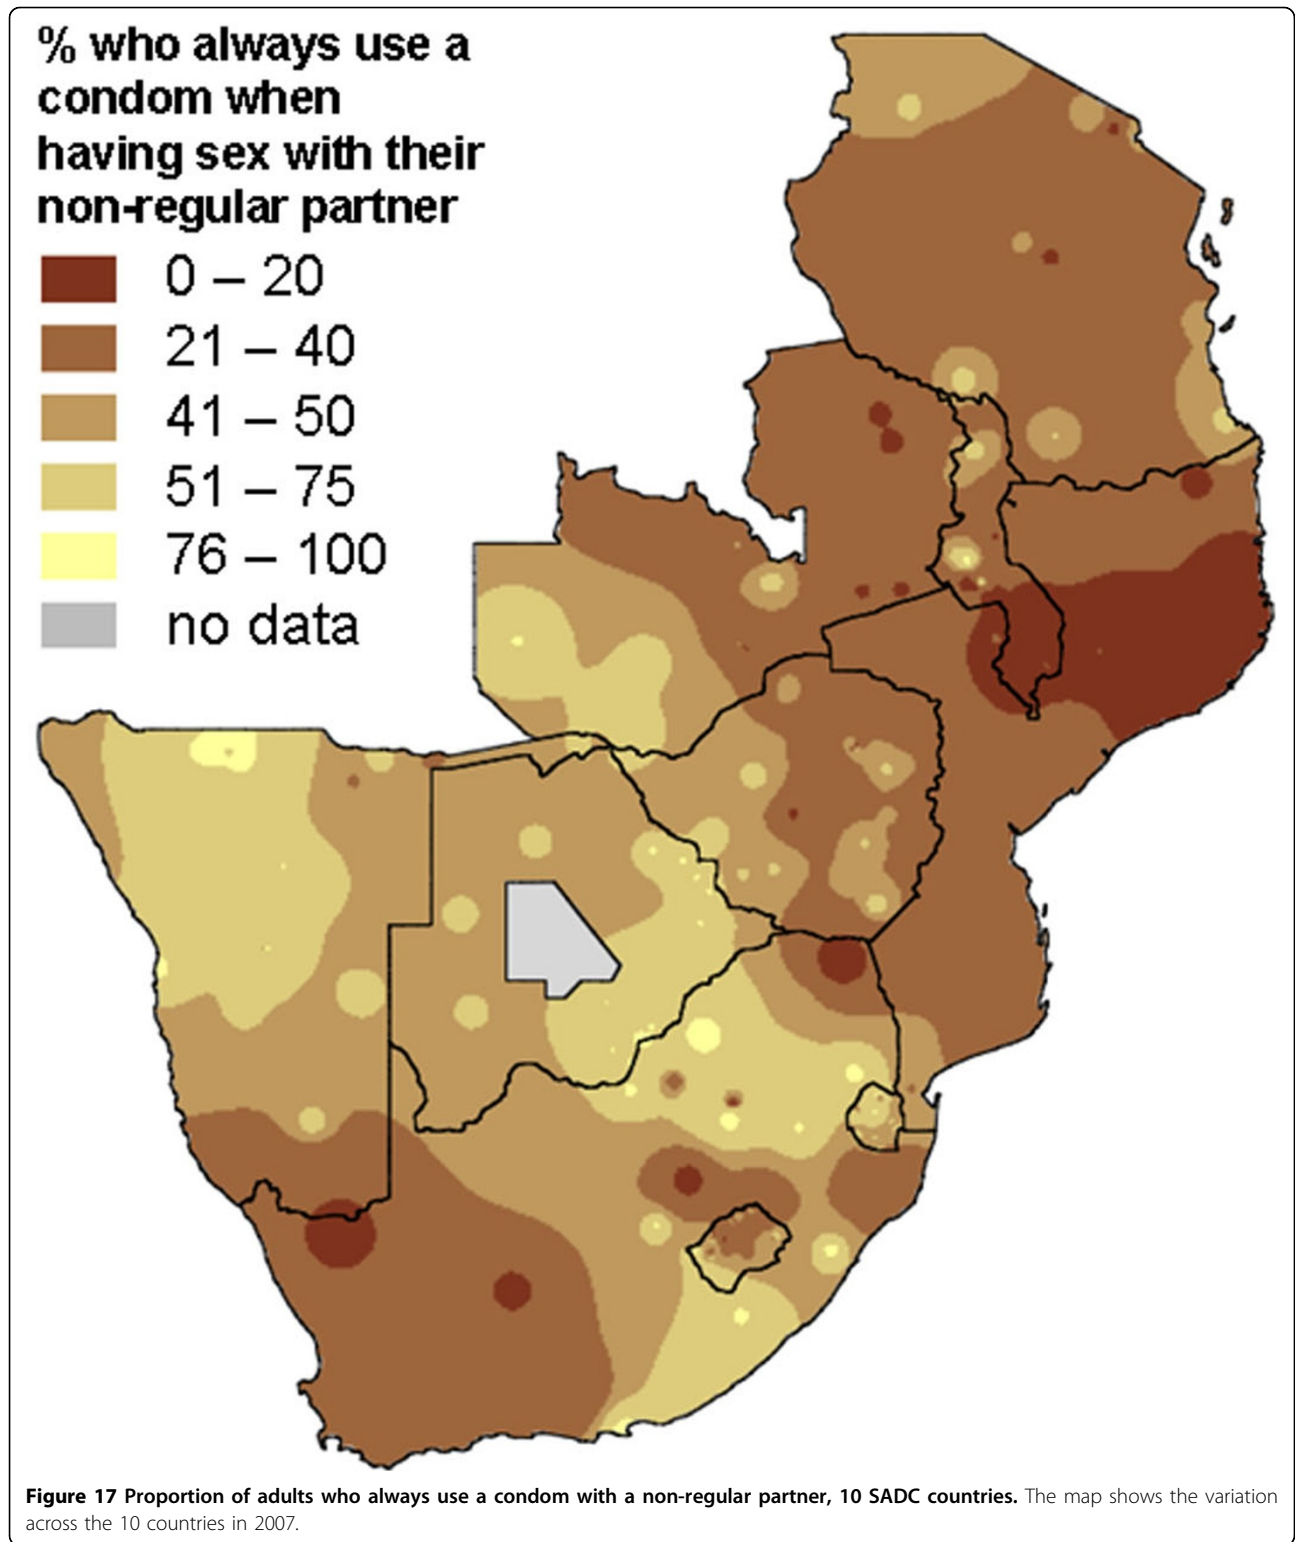 % who always use a
condom when
having sex with their
non-regular partner
0 – 20
21 – 40
41 – 50
51 – 75
76 – 100
no data
Figure 17 Proportion of adults who always use a condom with a non-regular partner, 10 SADC countries. The map shows the variation
across the 10 countries in 2007.